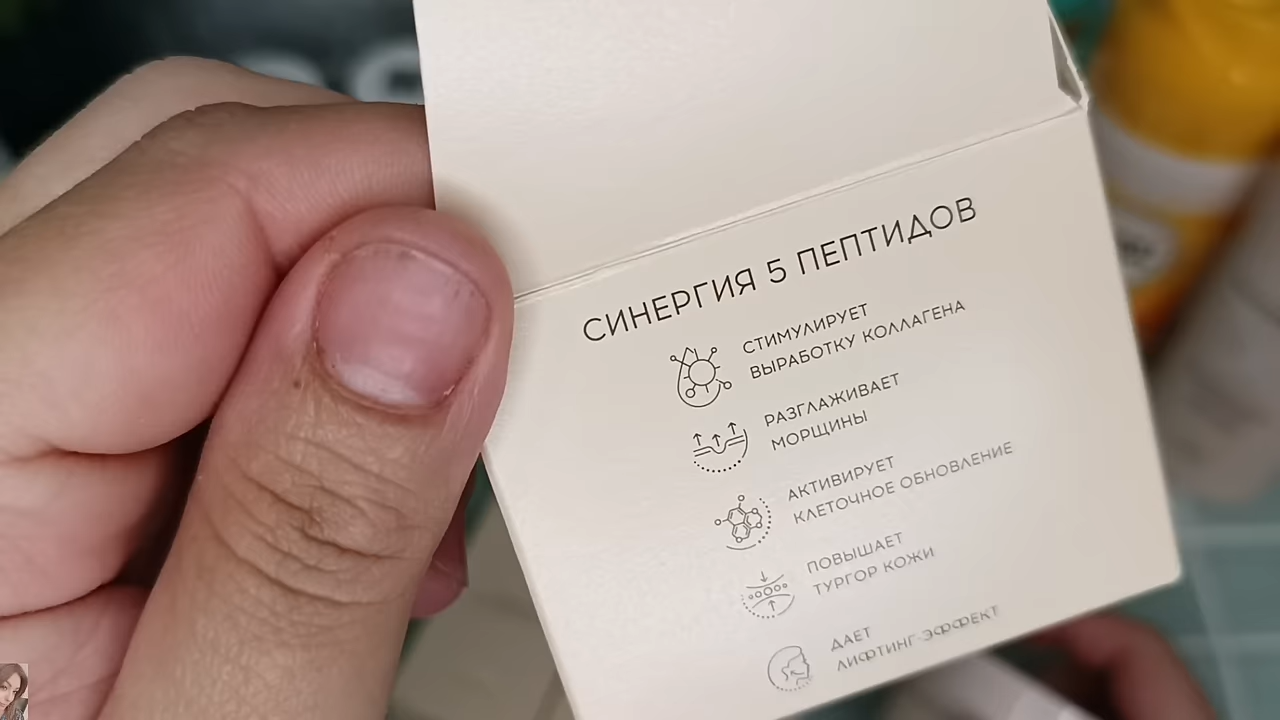 СИНЕРГИЯ 5 ПЕПТИДОВ
СТИМУЛИРУЕТ
ВЫРАБОТКУ КОЛЛАГЕНА
РАЗГЛАЖИВАЕТ
МОРЩИНЫ
АКТИВИРУЕТ
КЛЕТОЧНОЕ ОБНОВЛЕНИЕ
ПОВЫШАЕТ
ТУРГОР КОЖИ
ДАЕТ
ЛИФТИНГ-ЭФФЕКТ